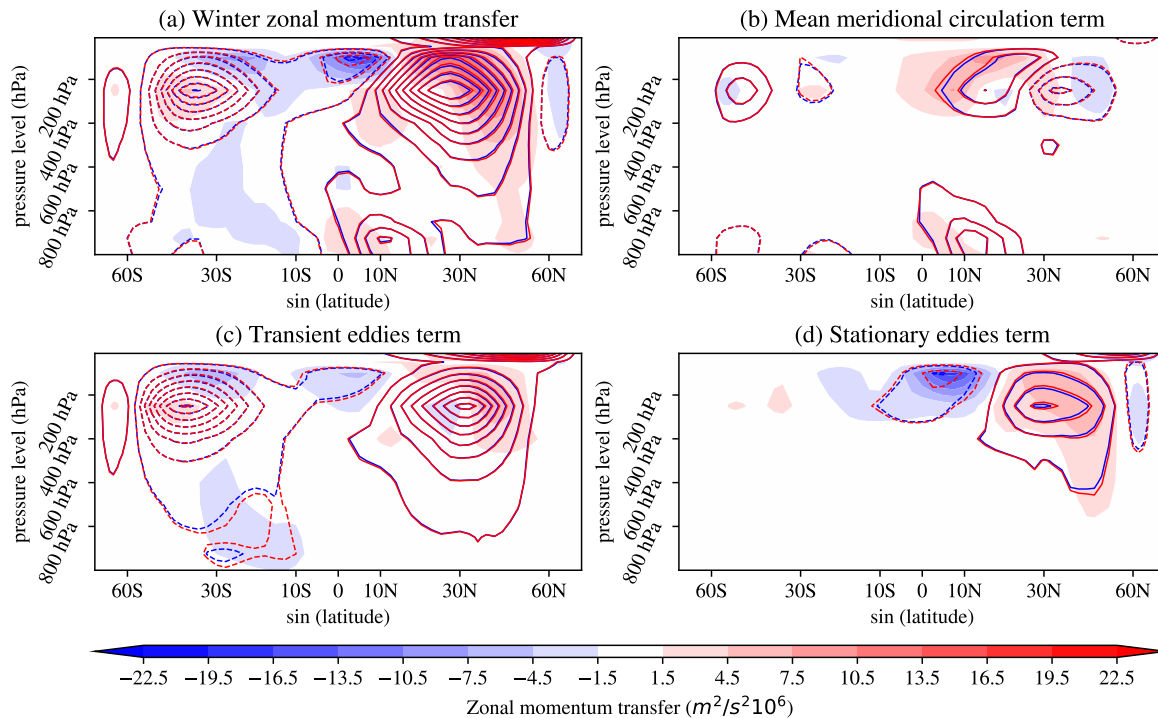 (a) Winter zonal momentum transfer
(b) Mean meridional circulation term
pressure level (hPa)
200 hPa
400 hPa
600 hPa
800 hPa
60S 30S 10S 0 10N 30N 60N
sin (latitude)
pressure level (hPa)
200 hPa
400 hPa
600 hPa
800 hPa
60S 30S 10S 0 10N 30N 60N
sin (latitude)
(c) Transient eddies term
(d) Stationary eddies term
pressure level (hPa)
200 hPa
400 hPa
600 hPa
800 hPa
60S 30S 10S 0 10N 30N 60N
sin (latitude)
pressure level (hPa)
200 hPa
400 hPa
600 hPa
800 hPa
60S 30S 10S 0 10N 30N 60N
sin (latitude)
−22.5 −19.5 −16.5 −13.5 −10.5 −7.5 −4.5 −1.5 1.5 4.5 7.5 10.5 13.5 16.5 19.5 22.5
Zonal momentum transfer (m²/s²10⁶)